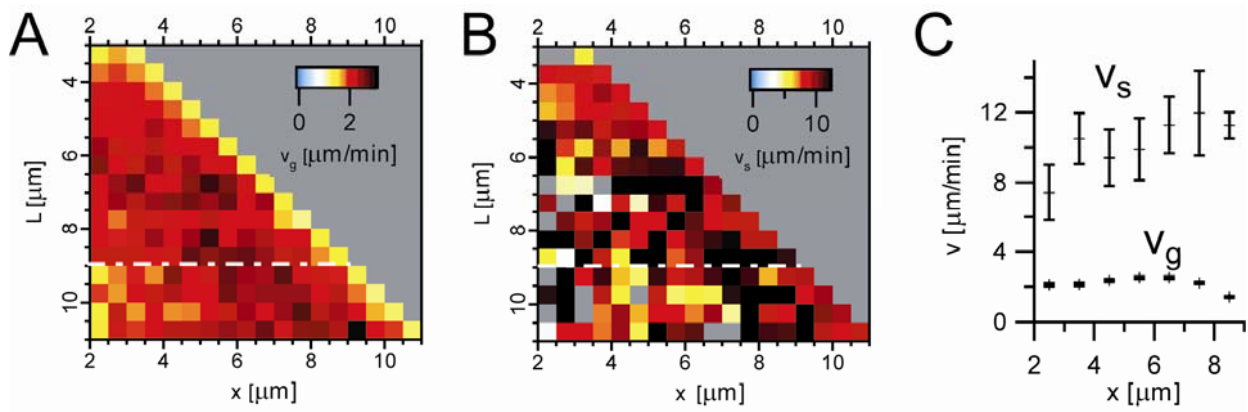 A
2 4 6 8 10
4
6
8
10
L [μm]
0 2
v_g [μm/min]
2 4 6 8 10
x [μm]
B
2 4 6 8 10
4
6
8
10
L [μm]
0 10
v_s [μm/min]
2 4 6 8 10
x [μm]
C
12
8
4
0
v [μm/min]
v_s
v_g
2 4 6 8
x [μm]